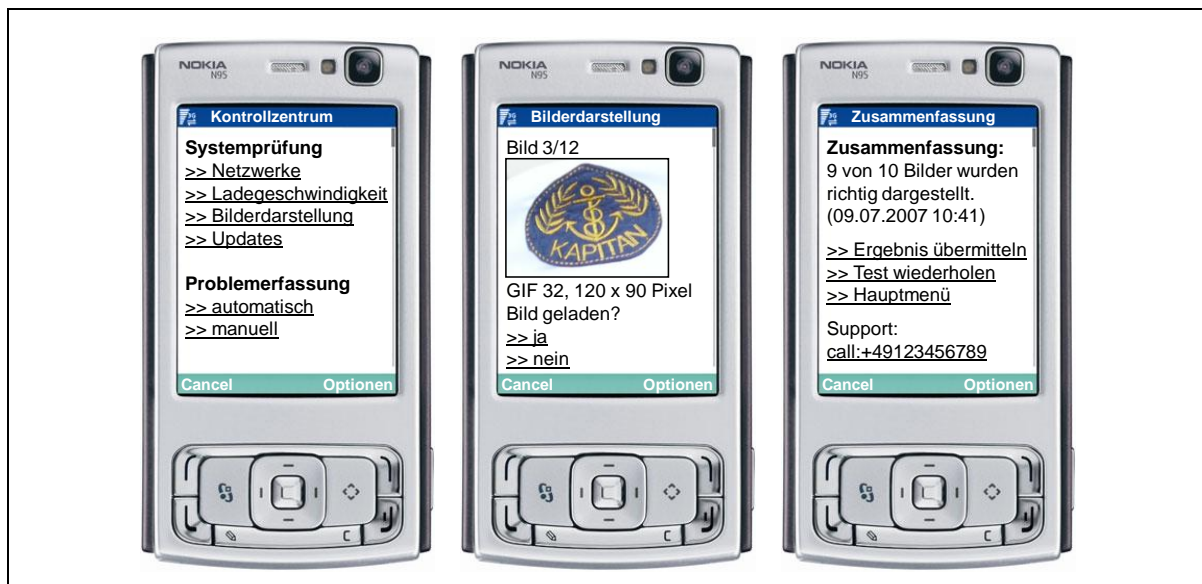 NOKIA
N95
3G
Kontrollzentrum
Systemprüfung
>> Netzwerke
>> Ladegeschwindigkeit
>> Bilderdarstellung
>> Updates
Problemerfassung
>> automatisch
>> manuell
Cancel Optionen
C
NOKIA
N95
3G
Bilderdarstellung
Bild 3/12
KAPITAN
GIF 32, 120 x 90 Pixel
Bild geladen?
>> ja
>> nein
Cancel Optionen
C
NOKIA
N95
3G
Zusammenfassung
Zusammenfassung:
9 von 10 Bilder wurden
richtig dargestellt.
(09.07.2007 10:41)
>> Ergebnis übermitteln
>> Test wiederholen
>> Hauptmenü
Support:
call:+49123456789
Cancel Optionen
C